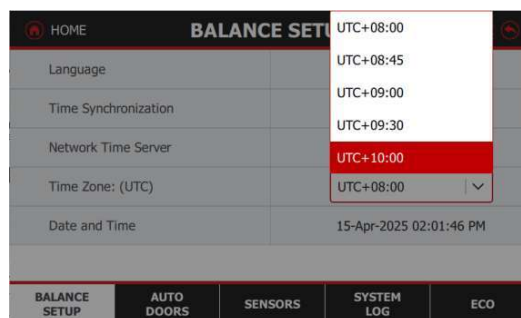 HOME
BALANCE SETU
UTC+08:00
UTC+08:45
UTC+09:00
UTC+09:30
UTC+10:00
Language
Time Synchronization
Network Time Server
Time Zone: (UTC) UTC+08:00
Date and Time 15-Apr-2025 02:01:46 PM
BALANCE SETUP
AUTO DOORS
SENSORS
SYSTEM LOG
ECO